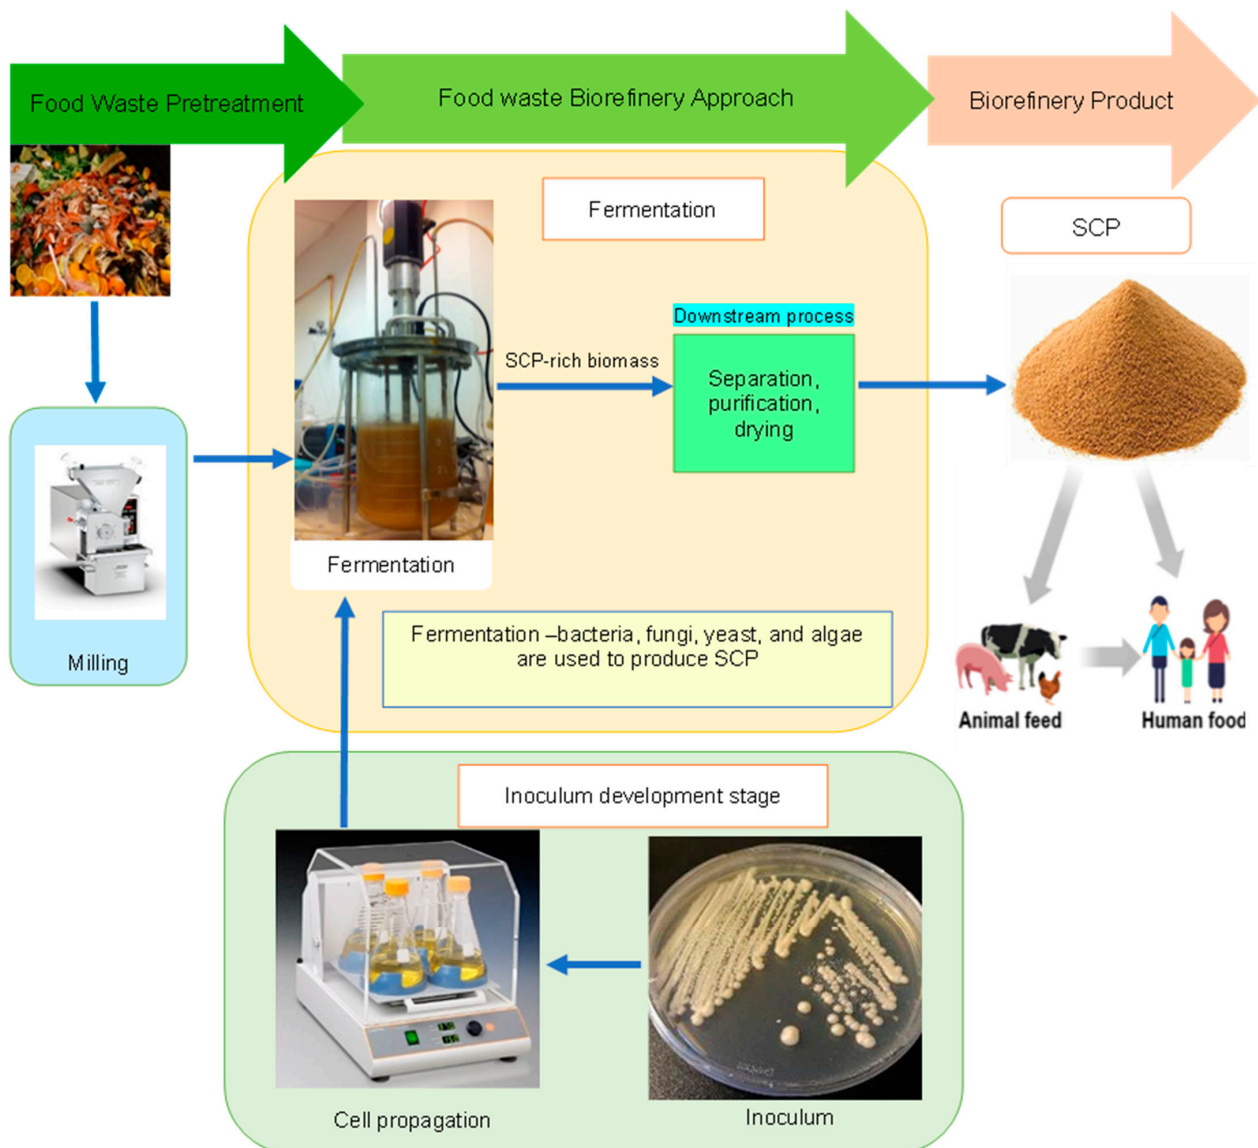 Food Waste Pretreatment
Food waste Biorefinery Approach
Biorefinery Product
Fermentation
SCP
Downstream process
SCP-rich biomass
Separation,
purification,
drying
Fermentation
Milling
Fermentation –bacteria, fungi, yeast, and algae
are used to produce SCP
Animal feed
Human food
Inoculum development stage
Cell propagation
Inoculum